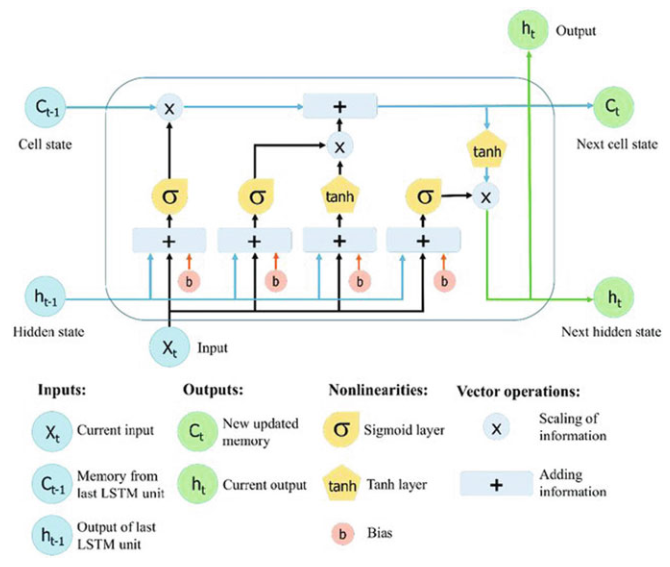 ht
Output
Ct-1
x
+
Ct
Cell state
x
tanh
Next cell state
σ
σ
tanh
σ
x
+
+
+
+
b
b
b
b
ht-1
ht
Hidden state
Next hidden state
Xt
Input
Inputs:
Outputs:
Nonlinearities:
Vector operations:
Xt
Current input
Ct
New updated
memory
σ
Sigmoid layer
x
Scaling of
information
Ct-1
Memory from
last LSTM unit
ht
Current output
tanh
Tanh layer
+
Adding
information
ht-1
Output of last
LSTM unit
b
Bias